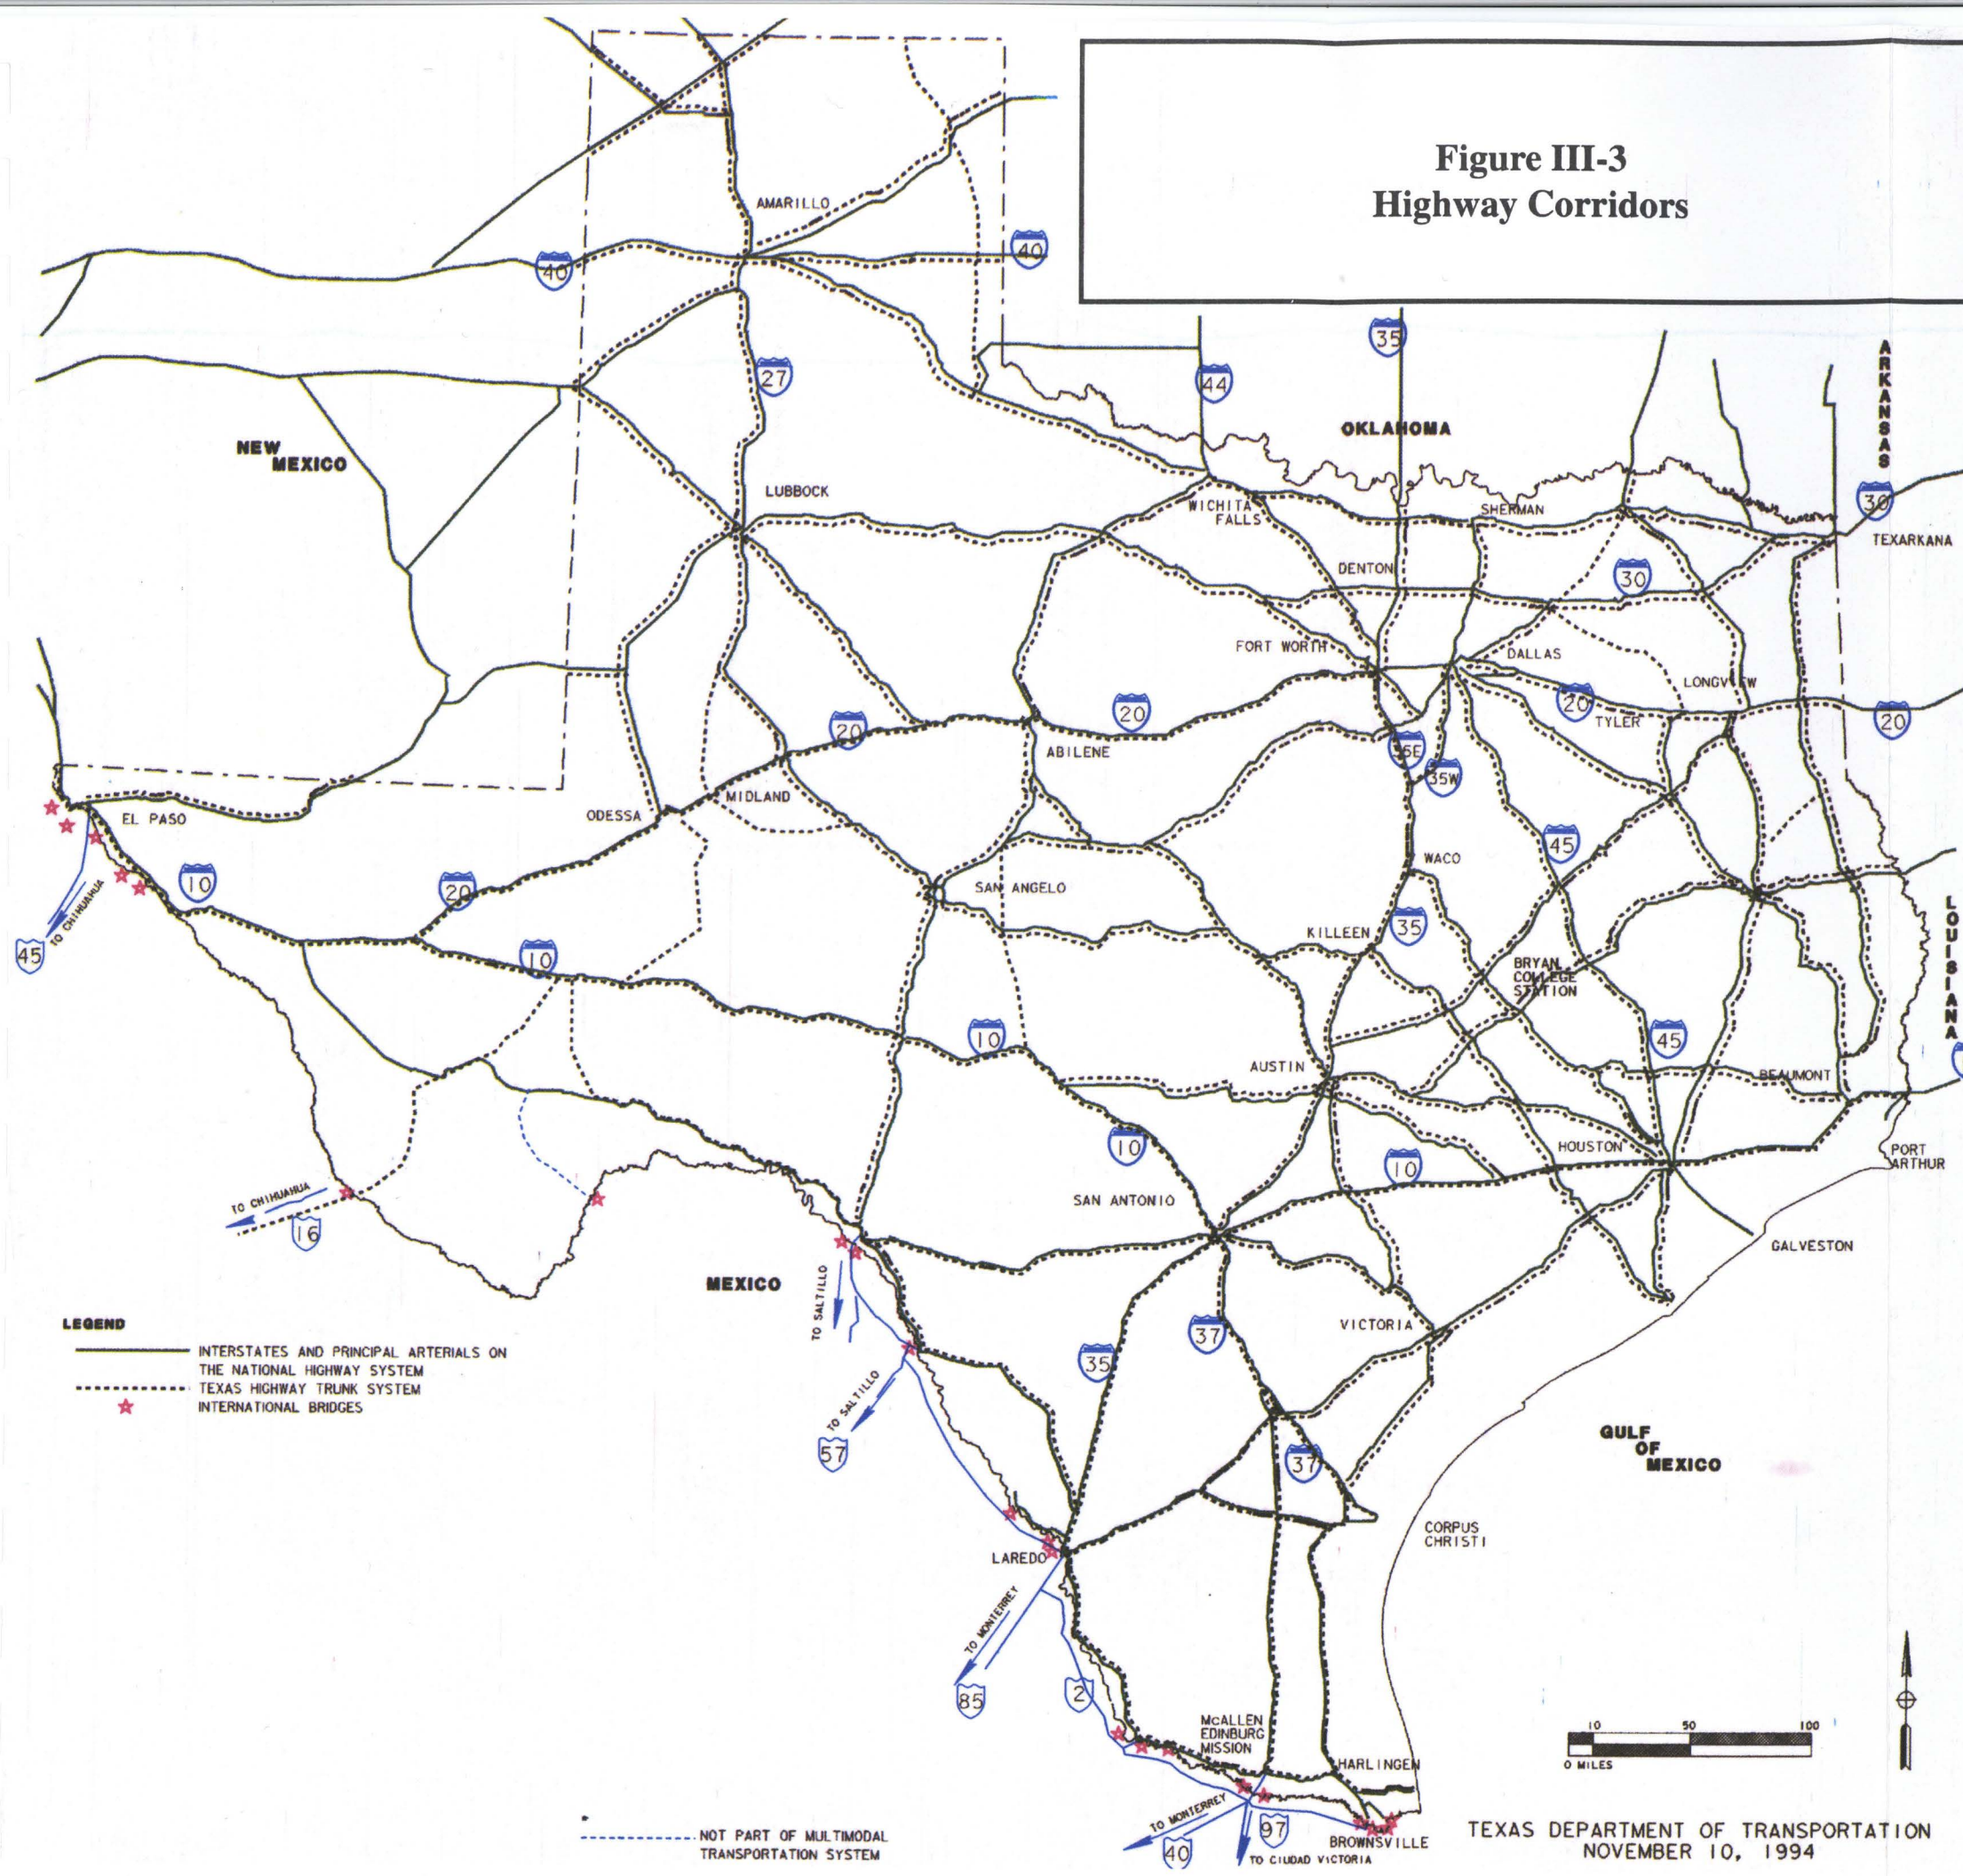 Figure III-3
Highway Corridors
AMARILLO
40
40
27
44
35
ARKANSAS
OKLAHOMA
NEW
MEXICO
LUBBOCK
WICHITA
FALLS
SHERMAN
30
TEXARKANA
DENTON
30
FORT WORTH
DALLAS
LONGVIEW
20
20
20
TYLER
20
ABILENE
35E
35W
MIDLAND
ODESSA
EL PASO
45
WACO
10
20
SAN ANGELO
TO CHIHUAHUA
45
KILLEEN
35
10
BRYAN
COLLEGE
STATION
LOUISIANA
10
45
AUSTIN
BEAUMONT
10
HOUSTON
10
PORT
ARTHUR
TO CHIHUAHUA
16
SAN ANTONIO
GALVESTON
MEXICO
TO SALTILLO
VICTORIA
37
35
LEGEND
INTERSTATES AND PRINCIPAL ARTERIALS ON
THE NATIONAL HIGHWAY SYSTEM
TEXAS HIGHWAY TRUNK SYSTEM
INTERNATIONAL BRIDGES
TO SALTILLO
57
37
GULF
OF
MEXICO
CORPUS
CHRISTI
LAREDO
TO MONTERREY
85
2
McALLEN
EDINBURG
MISSION
HARLINGEN
10 50 100
0 MILES
TO MONTERREY
40
97
TO CIUDAD VICTORIA
BROWNSVILLE
NOT PART OF MULTIMODAL
TRANSPORTATION SYSTEM
TEXAS DEPARTMENT OF TRANSPORTATION
NOVEMBER 10, 1994